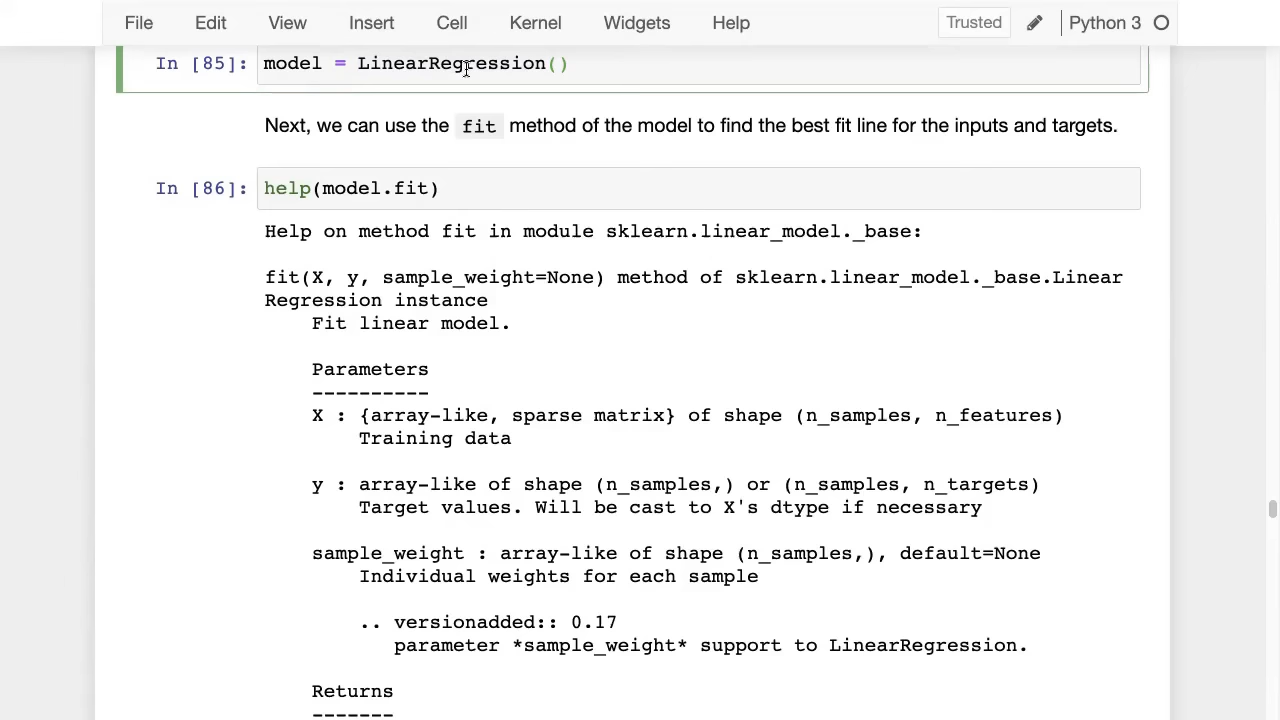 File Edit View Insert Cell Kernel Widgets Help Trusted Python 3
In [85]: model = LinearRegression()
Next, we can use the fit method of the model to find the best fit line for the inputs and targets.
In [86]: help(model.fit)
Help on method fit in module sklearn.linear_model._base:
fit(X, y, sample_weight=None) method of sklearn.linear_model._base.Linear
Regression instance
Fit linear model.
Parameters
----------
X : {array-like, sparse matrix} of shape (n_samples, n_features)
Training data
y : array-like of shape (n_samples,) or (n_samples, n_targets)
Target values. Will be cast to X's dtype if necessary
sample_weight : array-like of shape (n_samples,), default=None
Individual weights for each sample
.. versionadded:: 0.17
parameter *sample_weight* support to LinearRegression.
Returns
-------